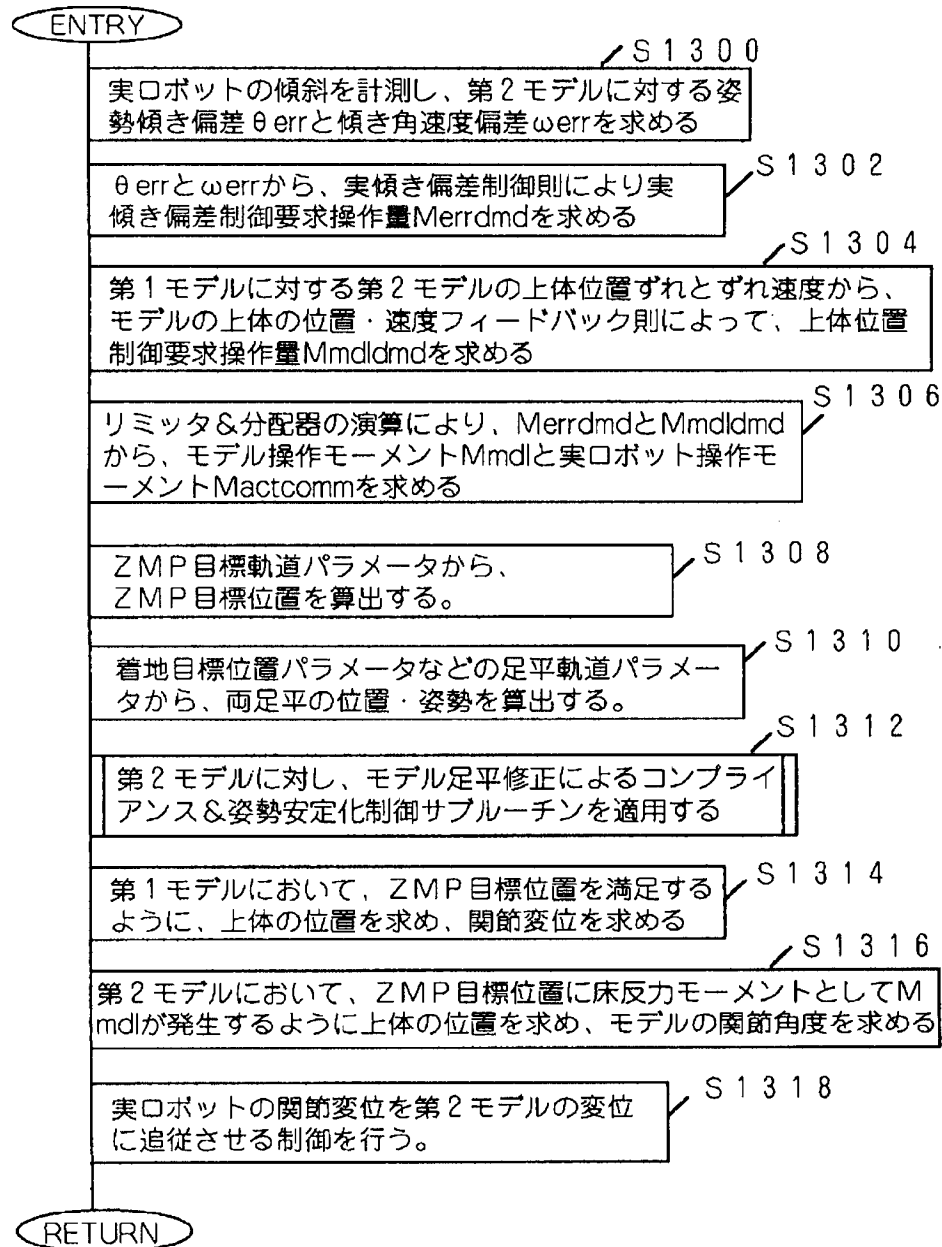 ENTRY
S1300
実ロボットの傾斜を計測し、第2モデルに対する姿
勢傾き偏差θerrと傾き角速度偏差ωerrを求める
S1302
θerrとωerrから、実傾き偏差制御則により実
傾き偏差制御要求操作量Merrdmdを求める
S1304
第1モデルに対する第2モデルの上体位置ずれとずれ速度から、
モデルの上体の位置・速度フィードバック則によって、上体位置
制御要求操作量Mmdldmdを求める
S1306
リミッタ&分配器の演算により、MerrdmdとMmdldmd
から、モデル操作モーメントMmdlと実ロボット操作モ
ーメントMactcommを求める
S1308
ZMP目標軌道パラメータから、
ZMP目標位置を算出する。
S1310
着地目標位置パラメータなどの足平軌道パラメー
タから、両足平の位置・姿勢を算出する。
S1312
第2モデルに対し、モデル足平修正によるコンプライ
アンス&姿勢安定化制御サブルーチンを適用する
S1314
第1モデルにおいて、ZMP目標位置を満足する
ように、上体の位置を求め、関節変位を求める
S1316
第2モデルにおいて、ZMP目標位置に床反力モーメントとしてM
mdlが発生するように上体の位置を求め、モデルの関節角度を求める
S1318
実ロボットの関節変位を第2モデルの変位
に追従させる制御を行う。
RETURN